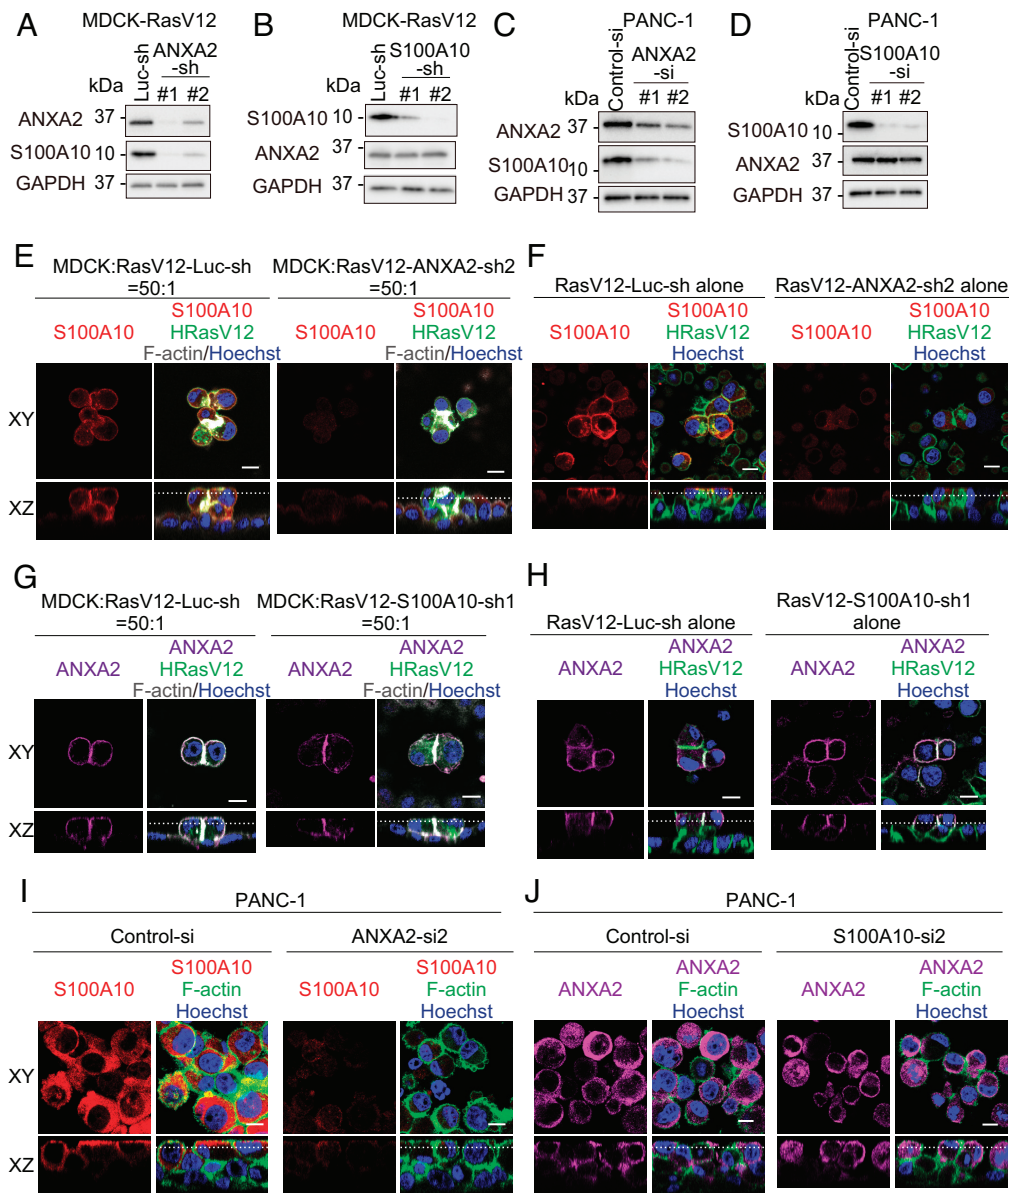 A
MDCK-RasV12
Luc-sh
ANXA2
-sh
kDa
#1 #2
ANXA2 37
S100A10 10
GAPDH 37
B
MDCK-RasV12
Luc-sh
S100A10
-sh
kDa
#1 #2
S100A10 10
ANXA2 37
GAPDH 37
C
PANC-1
Control-si
ANXA2
-si
kDa
#1 #2
ANXA2 37
S100A10 10
GAPDH 37
D
PANC-1
Control-si
S100A10
-si
kDa
#1 #2
S100A10 10
ANXA2 37
GAPDH 37
E
MDCK:RasV12-Luc-sh
=50:1
MDCK:RasV12-ANXA2-sh2
=50:1
S100A10
S100A10
HRasV12
F-actin/Hoechst
S100A10
S100A10
HRasV12
F-actin/Hoechst
XY
XZ
F
RasV12-Luc-sh alone
RasV12-ANXA2-sh2 alone
S100A10
S100A10
HRasV12
Hoechst
S100A10
S100A10
HRasV12
Hoechst
G
MDCK:RasV12-Luc-sh
=50:1
MDCK:RasV12-S100A10-sh1
=50:1
ANXA2
ANXA2
HRasV12
F-actin/Hoechst
ANXA2
ANXA2
HRasV12
F-actin/Hoechst
XY
XZ
H
RasV12-Luc-sh alone
RasV12-S100A10-sh1
alone
ANXA2
ANXA2
HRasV12
Hoechst
ANXA2
ANXA2
HRasV12
Hoechst
I
PANC-1
Control-si
ANXA2-si2
S100A10
S100A10
F-actin
Hoechst
S100A10
S100A10
F-actin
Hoechst
XY
XZ
J
PANC-1
Control-si
S100A10-si2
ANXA2
ANXA2
F-actin
Hoechst
ANXA2
ANXA2
F-actin
Hoechst